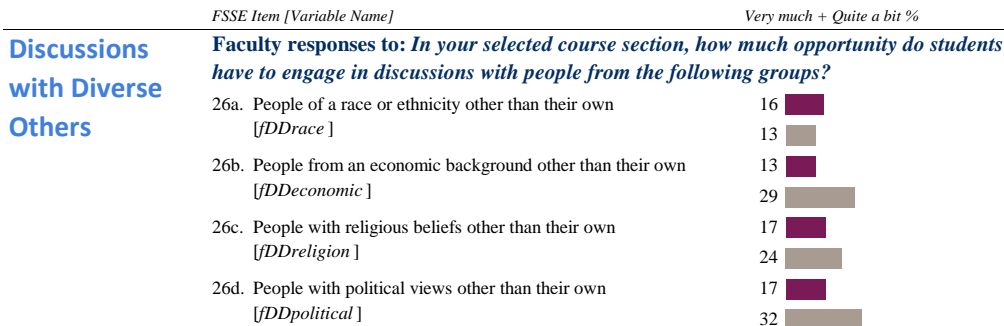 FSSE Item [Variable Name]
Very much + Quite a bit %
Discussions
with Diverse
Others
Faculty responses to: In your selected course section, how much opportunity do students
have to engage in discussions with people from the following groups?
26a. People of a race or ethnicity other than their own
[fDDrace ]
16
13
26b. People from an economic background other than their own
[fDDeconomic ]
13
29
26c. People with religious beliefs other than their own
[fDDreligion ]
17
24
26d. People with political views other than their own
[fDDpolitical ]
17
32